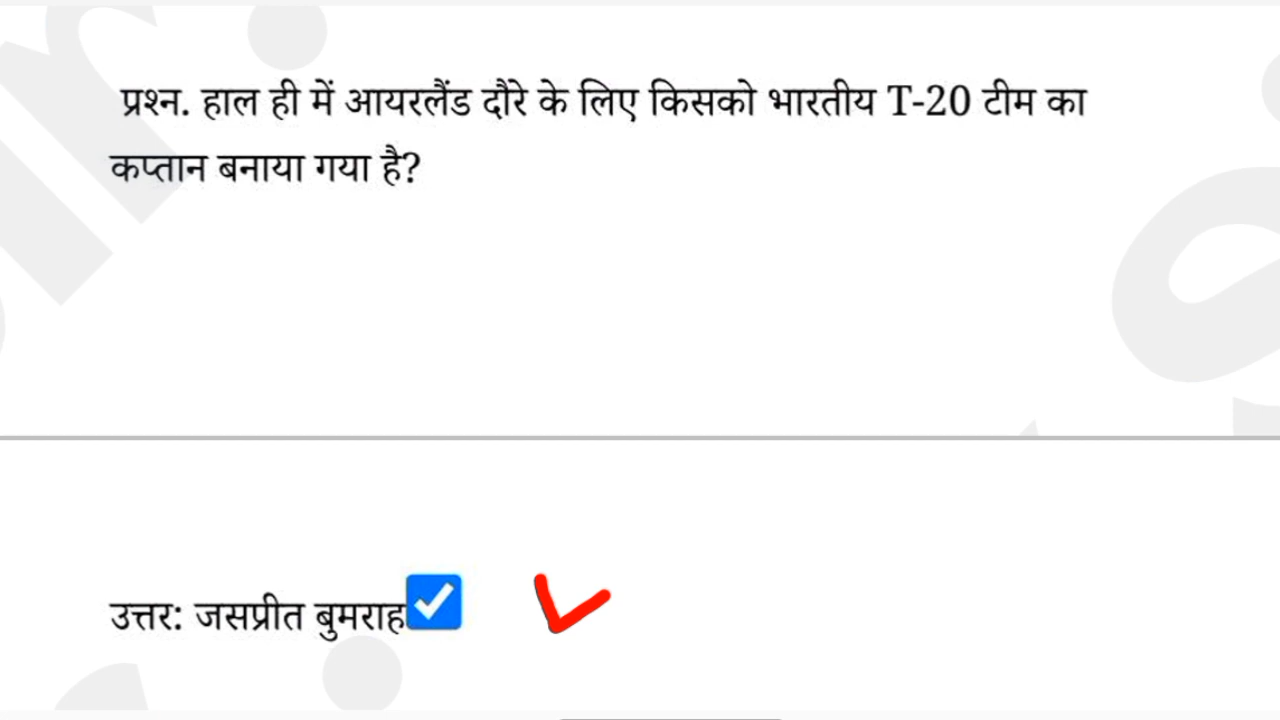 प्रश्न. हाल ही में आयरलैंड दौरे के लिए किसको भारतीय T-20 टीम का
कप्तान बनाया गया है?
उत्तर: जसप्रीत बुमराह